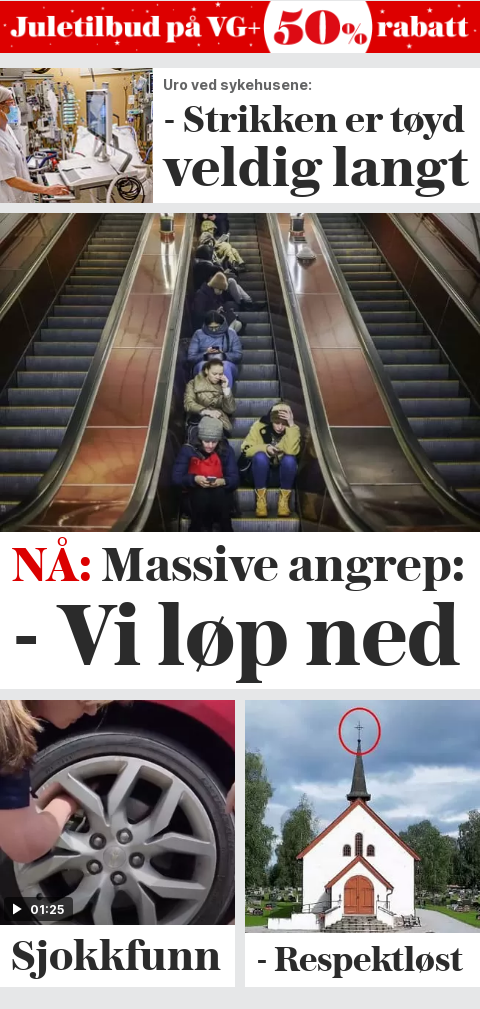 Juletilbud på VG+ 50% rabatt
Uro ved sykehusene:
- Strikken er tøyd
veldig langt
NÅ: Massive angrep:
- Vi løp ned
01:25
Sjokkfunn
- Respektløst